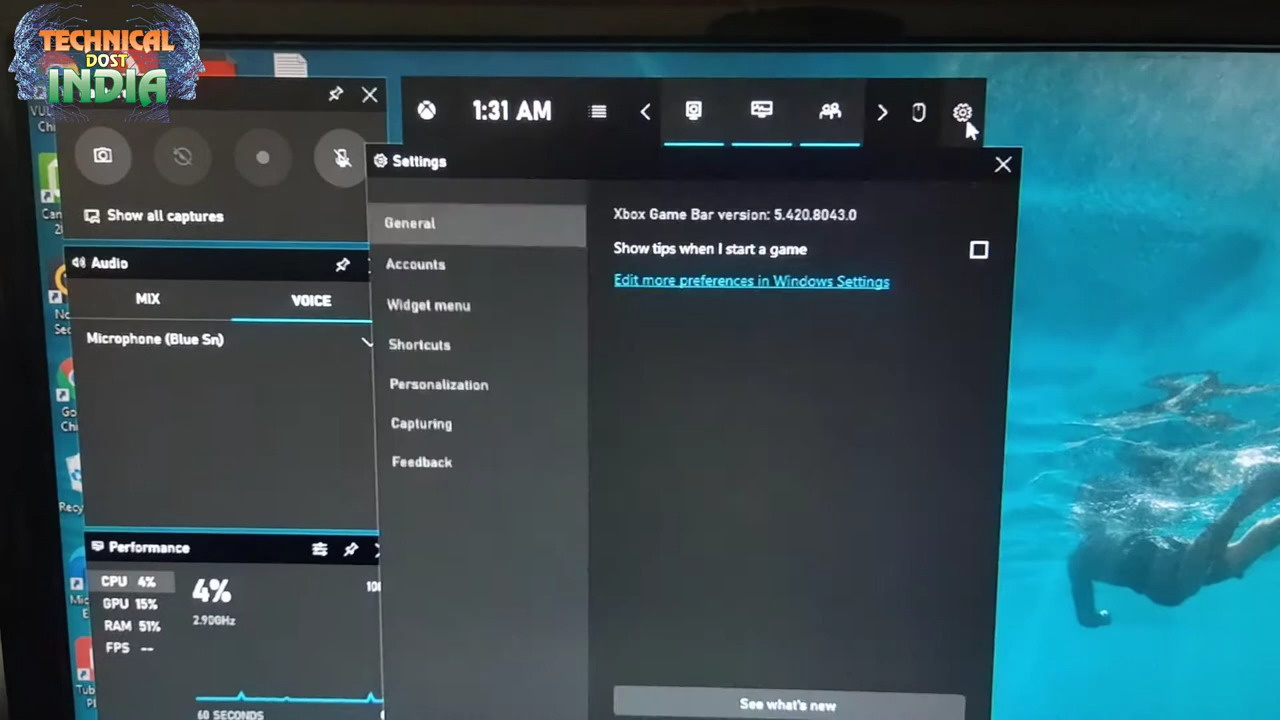 TECHNICAL
DOST
INDIA
1:31 AM
Show all captures
Audio
MIX
VOICE
Microphone (Blue Sn)
Performance
CPU 4%
GPU 15%
RAM 51%
FPS --
4%
2.90GHz
60 SECONDS
Settings
General
Accounts
Widget menu
Shortcuts
Personalization
Capturing
Feedback
Xbox Game Bar version: 5.420.8043.0
Show tips when I start a game
Edit more preferences in Windows Settings
See what's new